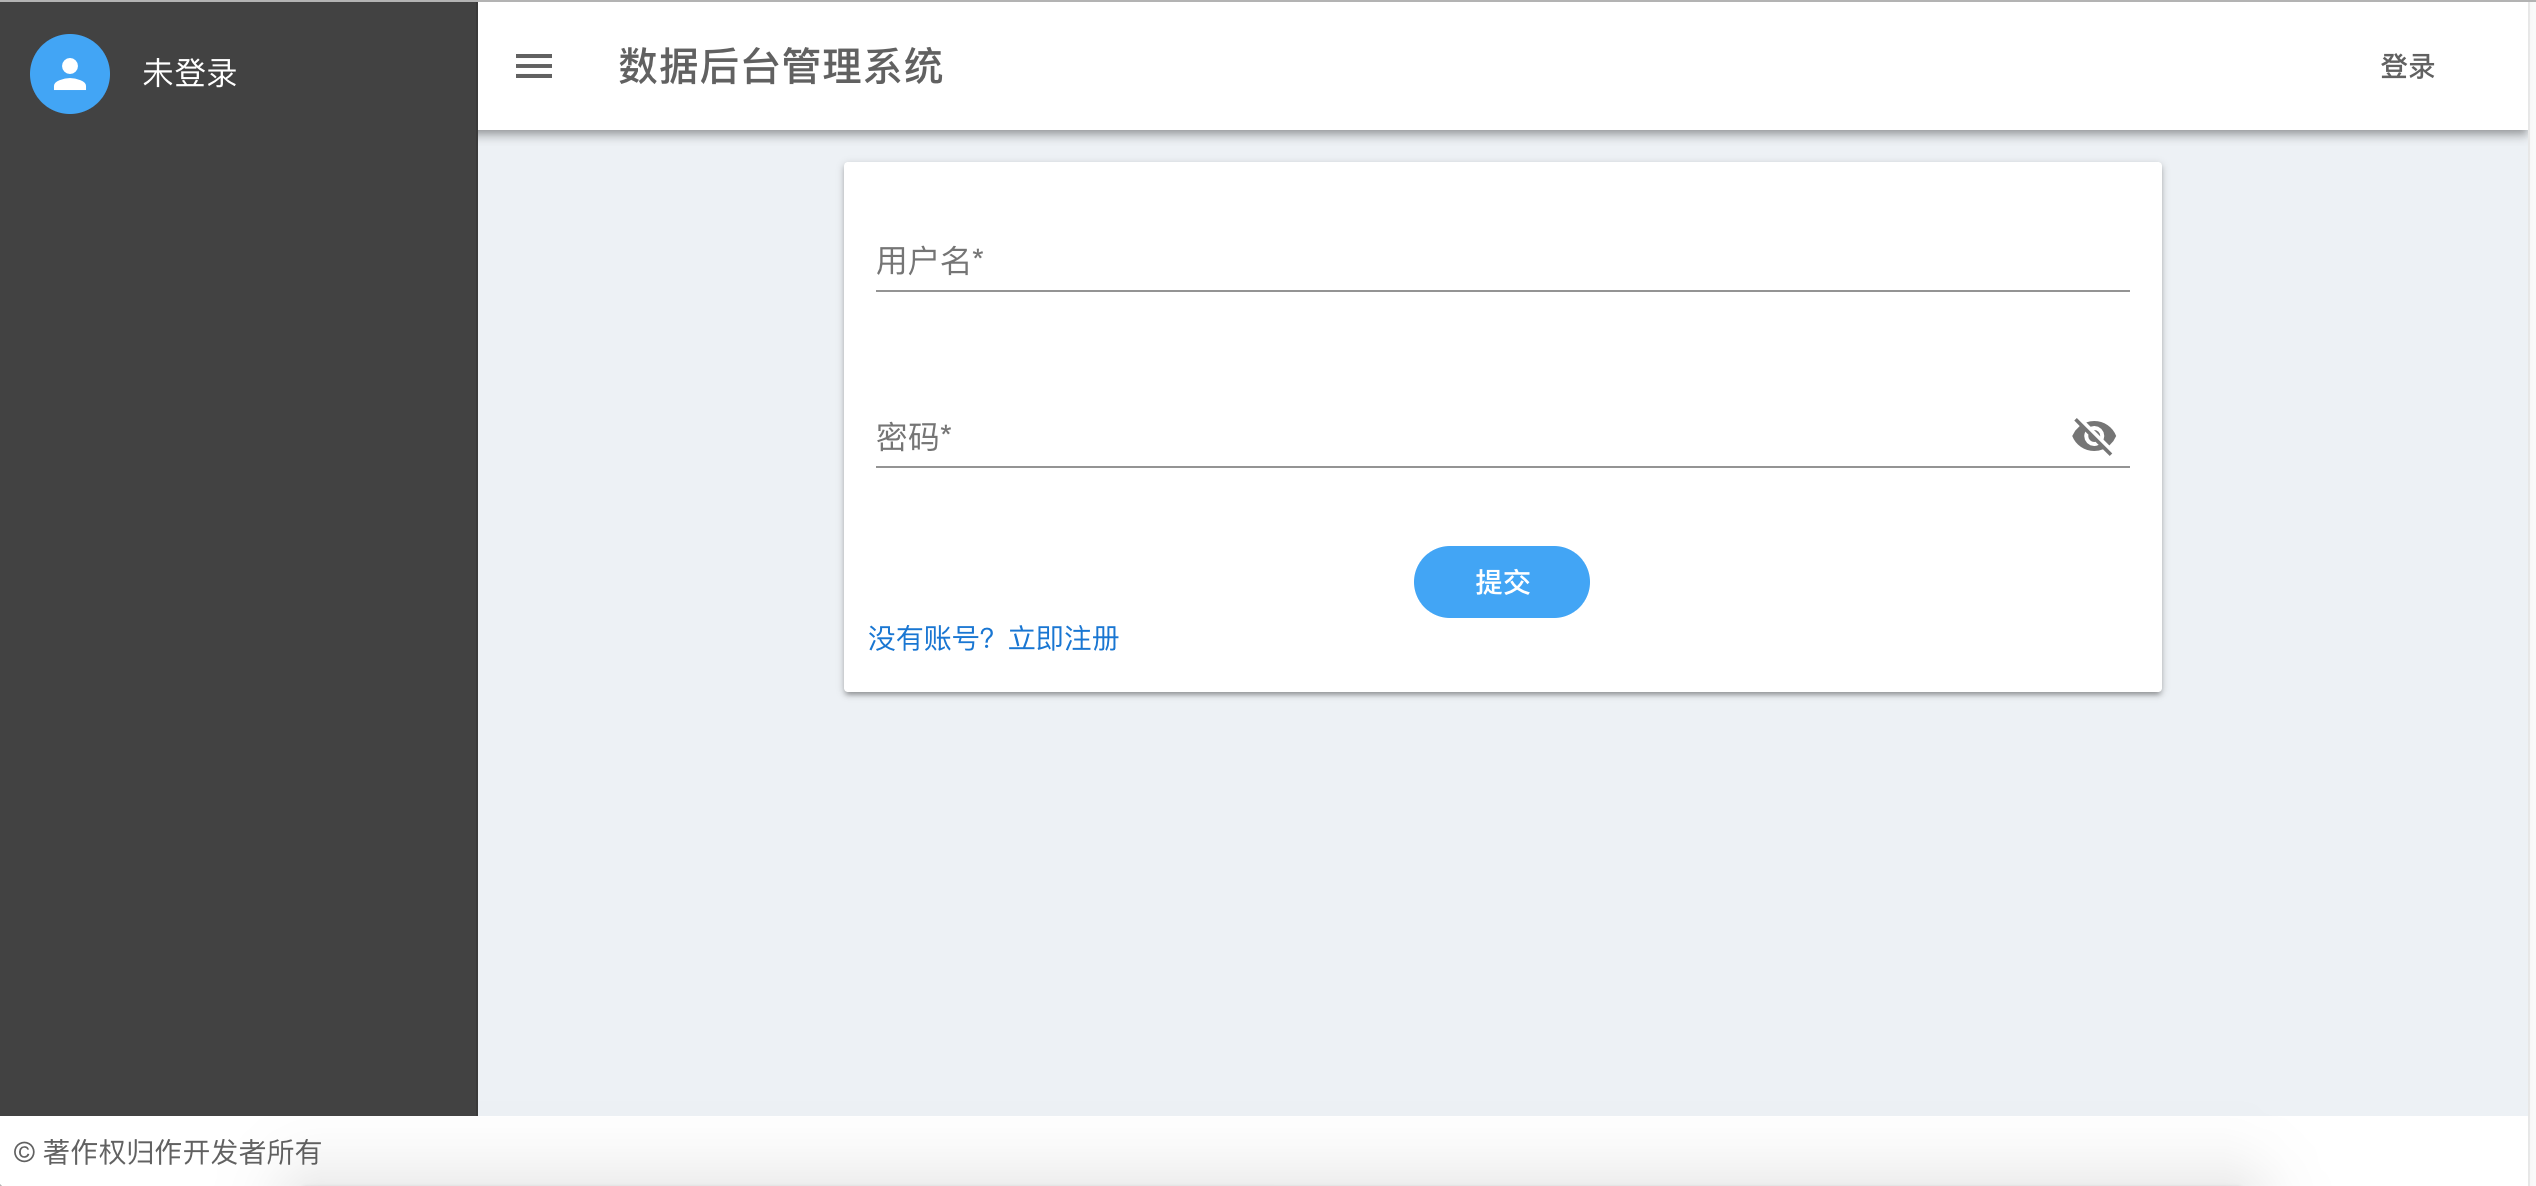 未登录
数据后台管理系统
登录
用户名*
密码*
提交
没有账号？立即注册
© 著作权归作开发者所有